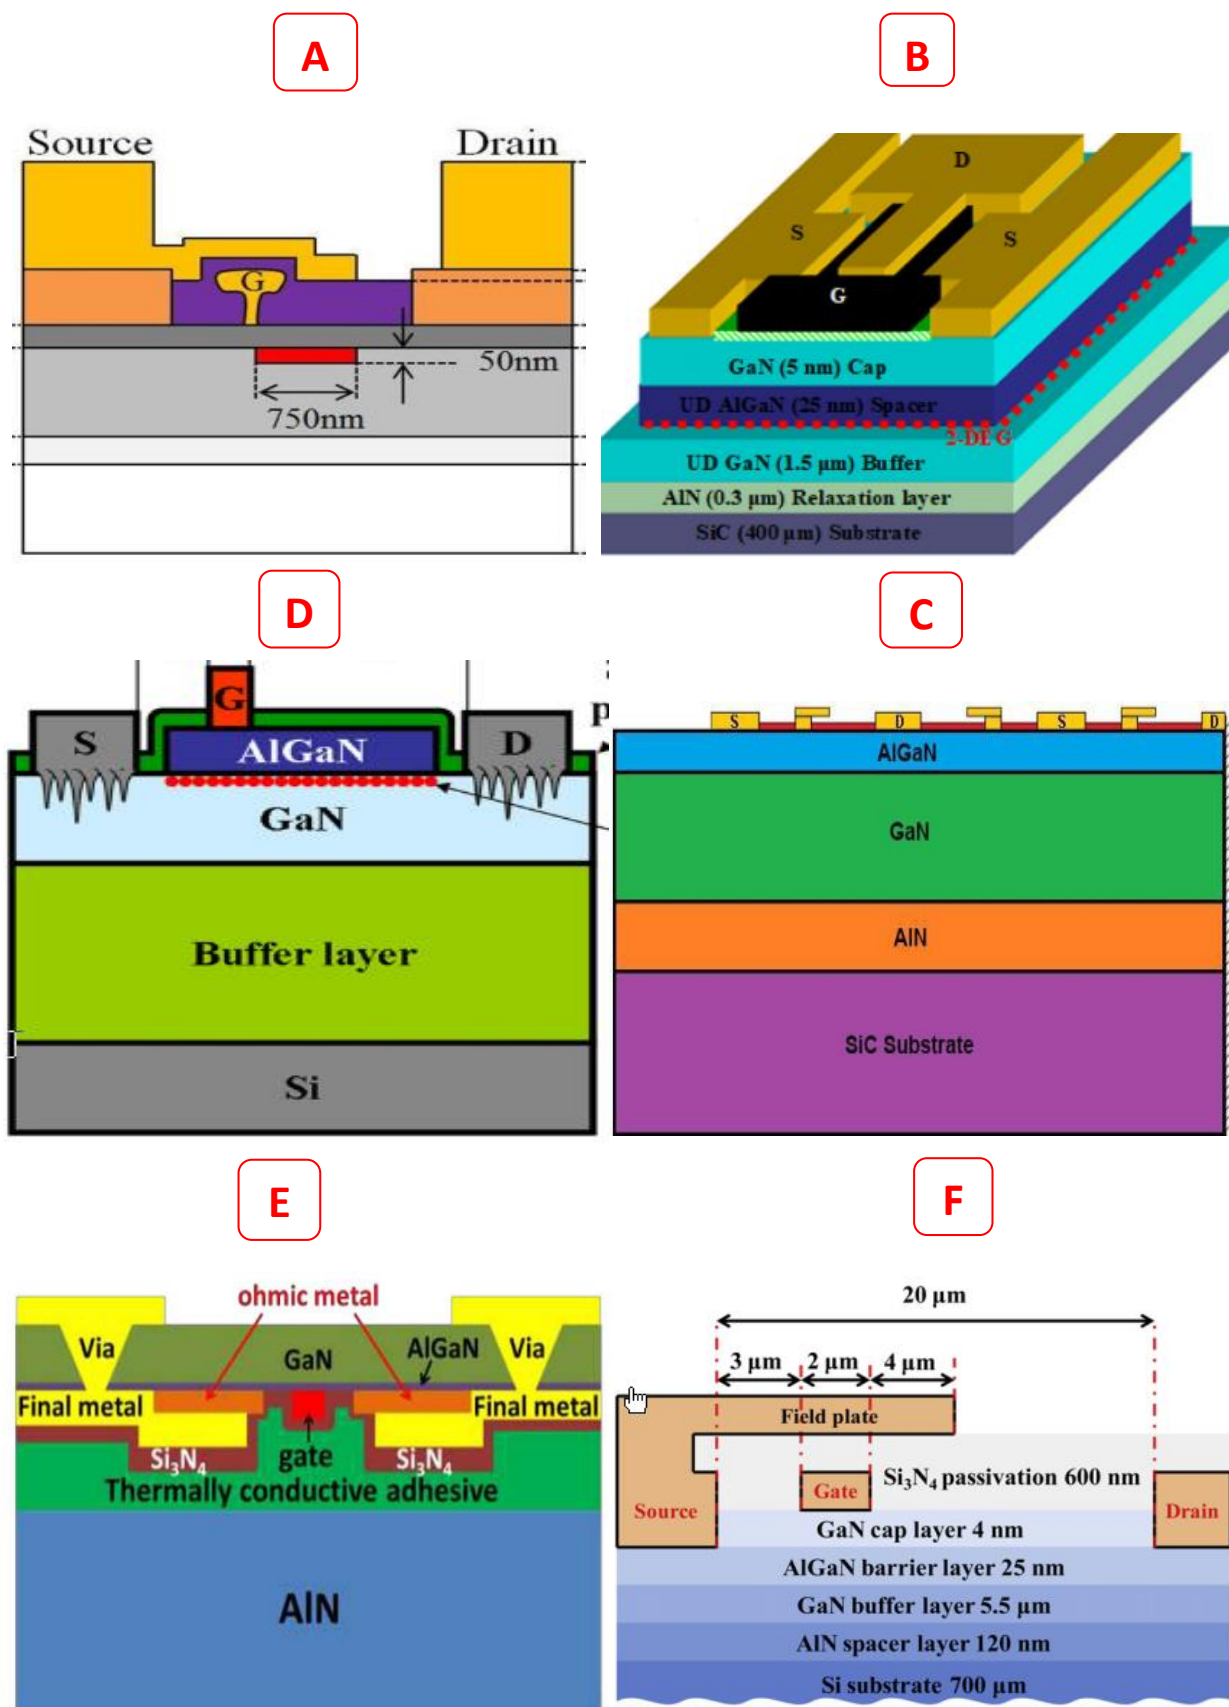 A
B
Source
Drain
G
50nm
750nm
D
S
S
G
GaN (5 nm) Cap
UD AlGaN (25 nm) Spacer
2-DEG
UD GaN (1.5 μm) Buffer
AlN (0.3 μm) Relaxation layer
SiC (400 μm) Substrate
D
C
G
S
AlGaN
D
p
GaN
Buffer layer
Si
S
D
S
D
AlGaN
GaN
AlN
SiC Substrate
E
F
ohmic metal
Via
GaN
AlGaN
Via
Final metal
Final metal
Si₃N₄
gate
Si₃N₄
Thermally conductive adhesive
AlN
20 μm
3 μm
2 μm
4 μm
Field plate
Si₃N₄ passivation 600 nm
Source
Gate
Drain
GaN cap layer 4 nm
AlGaN barrier layer 25 nm
GaN buffer layer 5.5 μm
AlN spacer layer 120 nm
Si substrate 700 μm